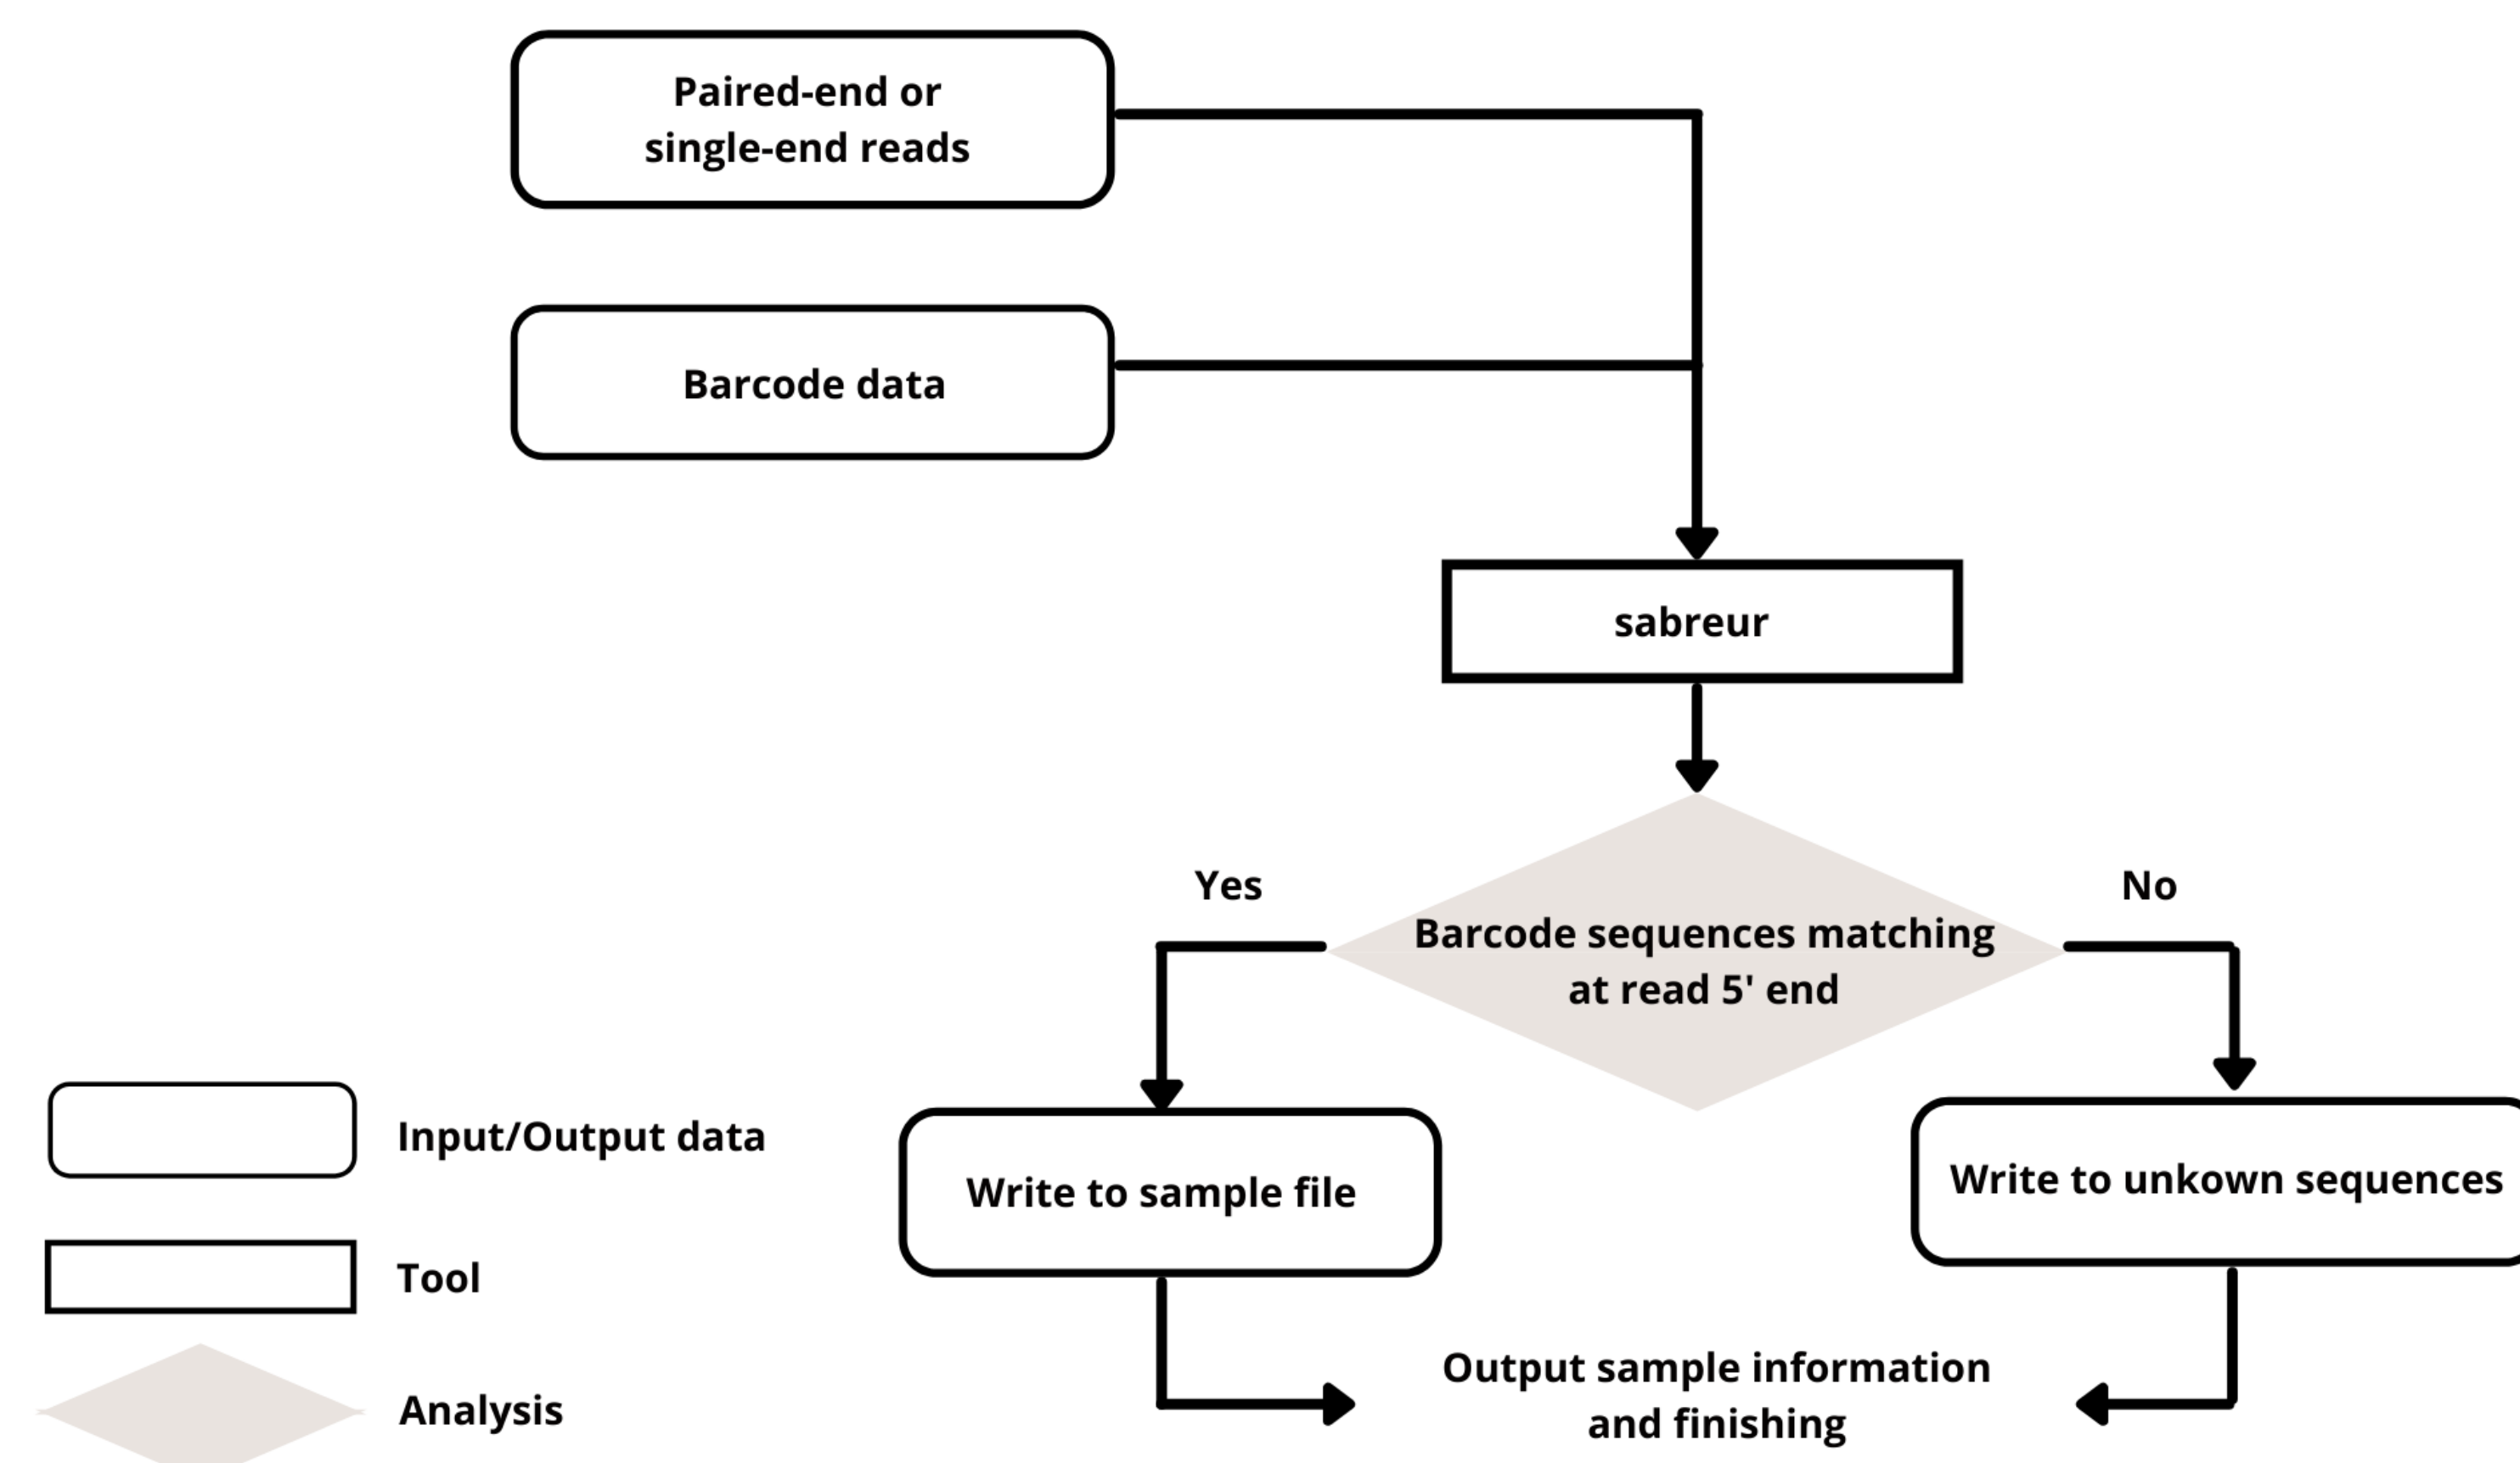 Paired-end or
single-end reads
Barcode data
sabreur
Yes
No
Barcode sequences matching
at read 5' end
Input/Output data
Write to sample file
Write to unkown sequences
Tool
Output sample information
and finishing
Analysis